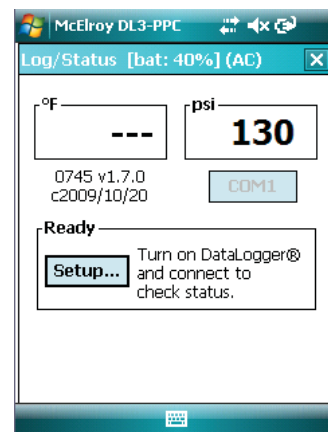 McElroy DL3-PPC
Log/Status [bat: 40%] (AC)
°F
---
psi
130
0745 v1.7.0
c2009/10/20
COM1
Ready
Setup...
Turn on DataLogger®
and connect to
check status.